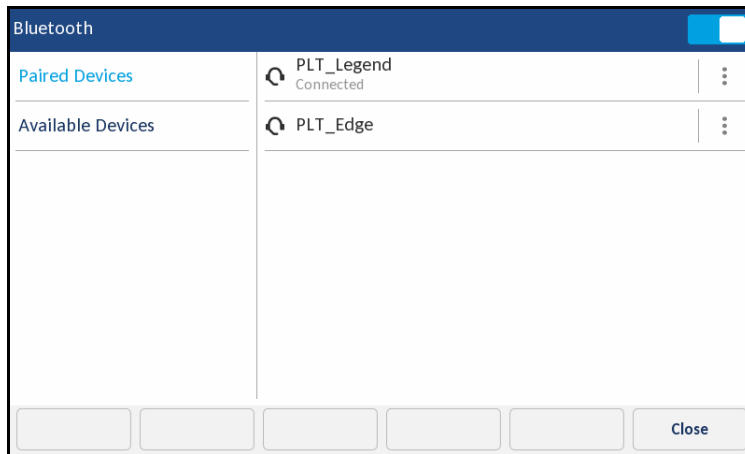 Bluetooth
Paired Devices
Available Devices
PLT_Legend
Connected
PLT_Edge
Close